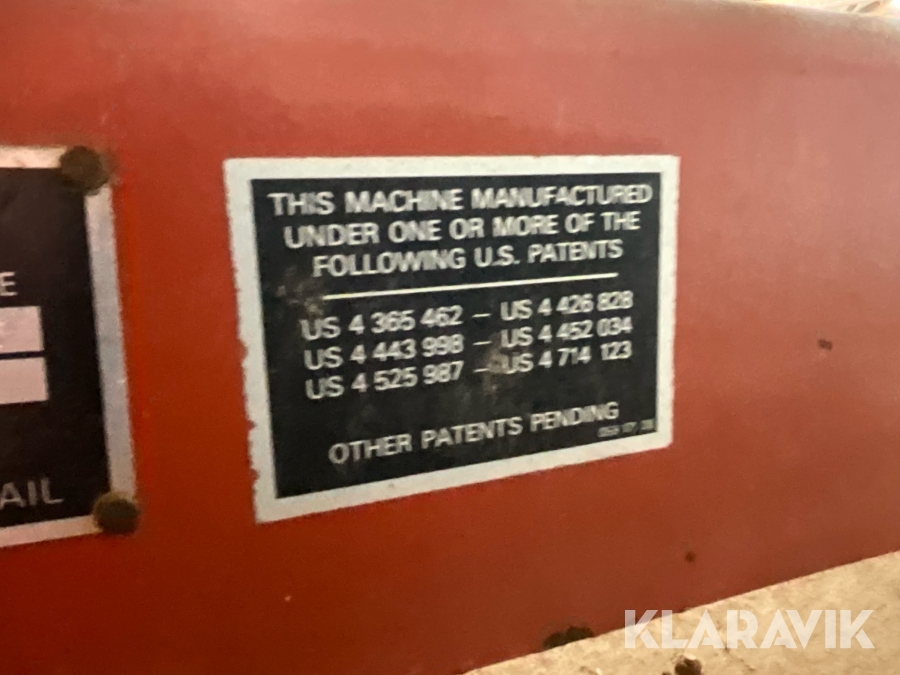 THIS MACHINE MANUFACTURED
UNDER ONE OR MORE OF THE
FOLLOWING U.S. PATENTS
US 4 365 462 – US 4 426 828
US 4 443 998 – US 4 452 034
US 4 525 987 – US 4 714 123
OTHER PATENTS PENDING
E
AIL
KLARAVIK